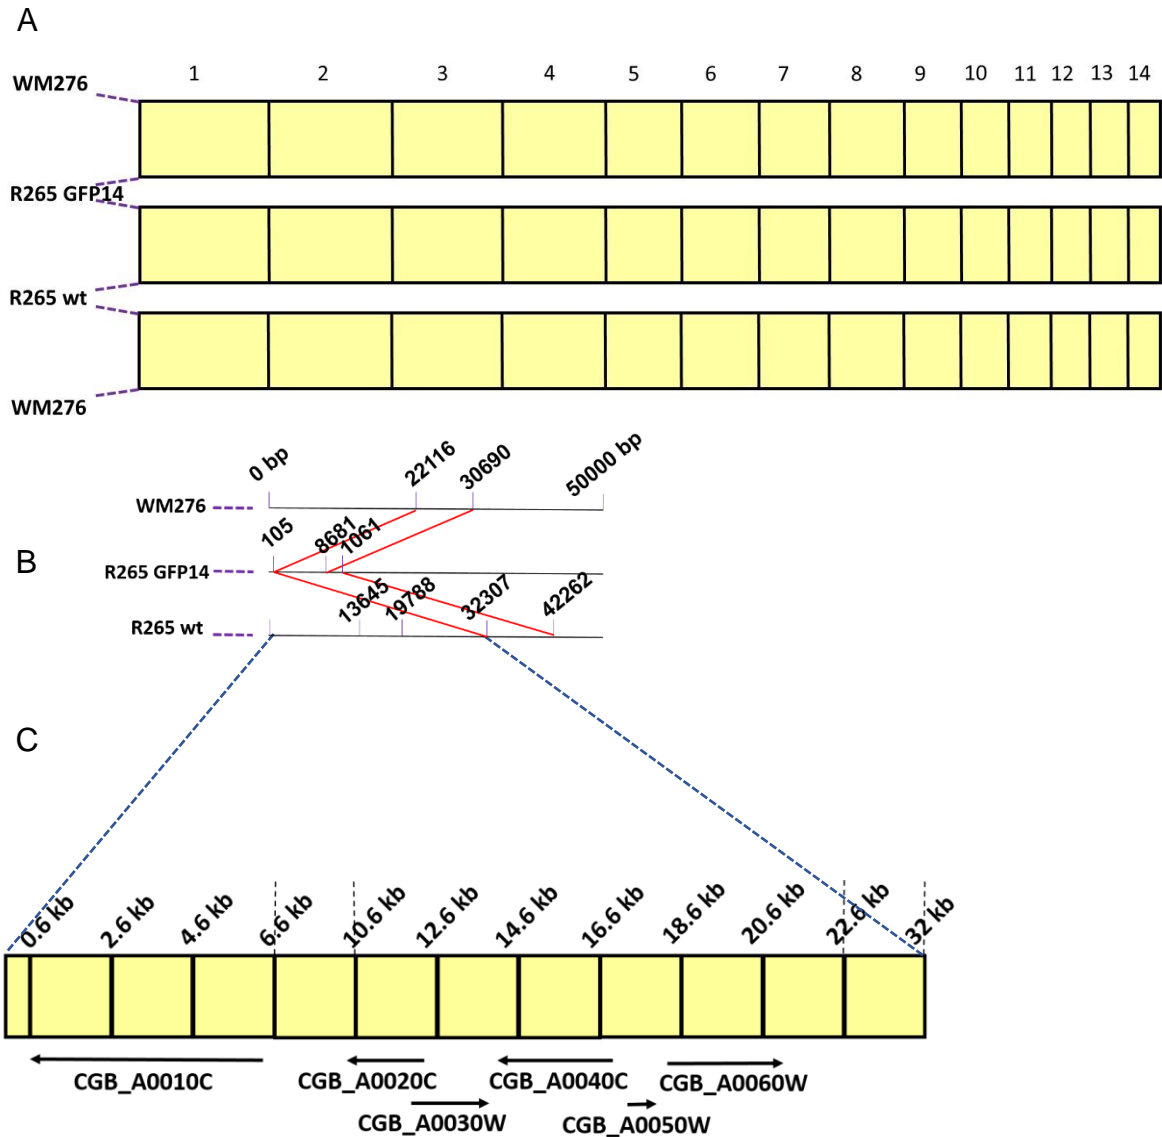 A
1 2 3 4 5 6 7 8 9 10 11 12 13 14
WM276
R265 GFP14
R265 wt
WM276
0 bp 22116 30690 50000 bp
WM276
105 8681 1061
B
R265 GFP14
13645 19788 32307 42262
R265 wt
C
0.6 kb 2.6 kb 4.6 kb 6.6 kb 10.6 kb 12.6 kb 14.6 kb 16.6 kb 18.6 kb 20.6 kb 22.6 kb 32 kb
CGB_A0010C CGB_A0020C CGB_A0040C CGB_A0060W
CGB_A0030W CGB_A0050W